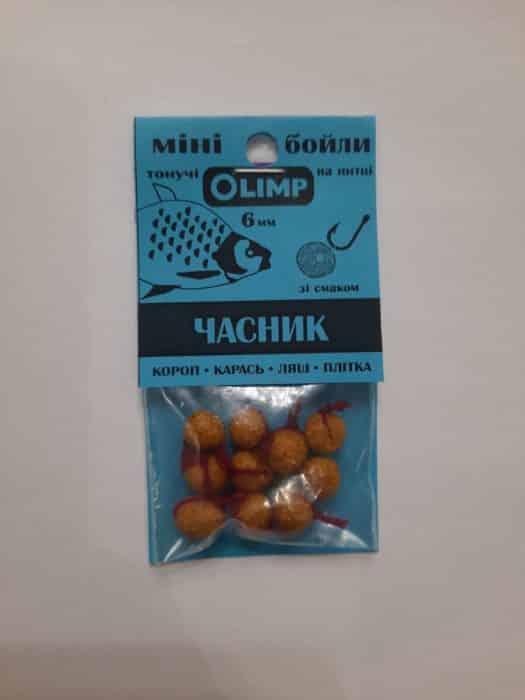 міні бойли
тонучі OLIMP на нитці
6 мм
зі смаком
ЧАСНИК
КОРОП • КАРАСЬ • ЛЯЩ • ПЛІТКА